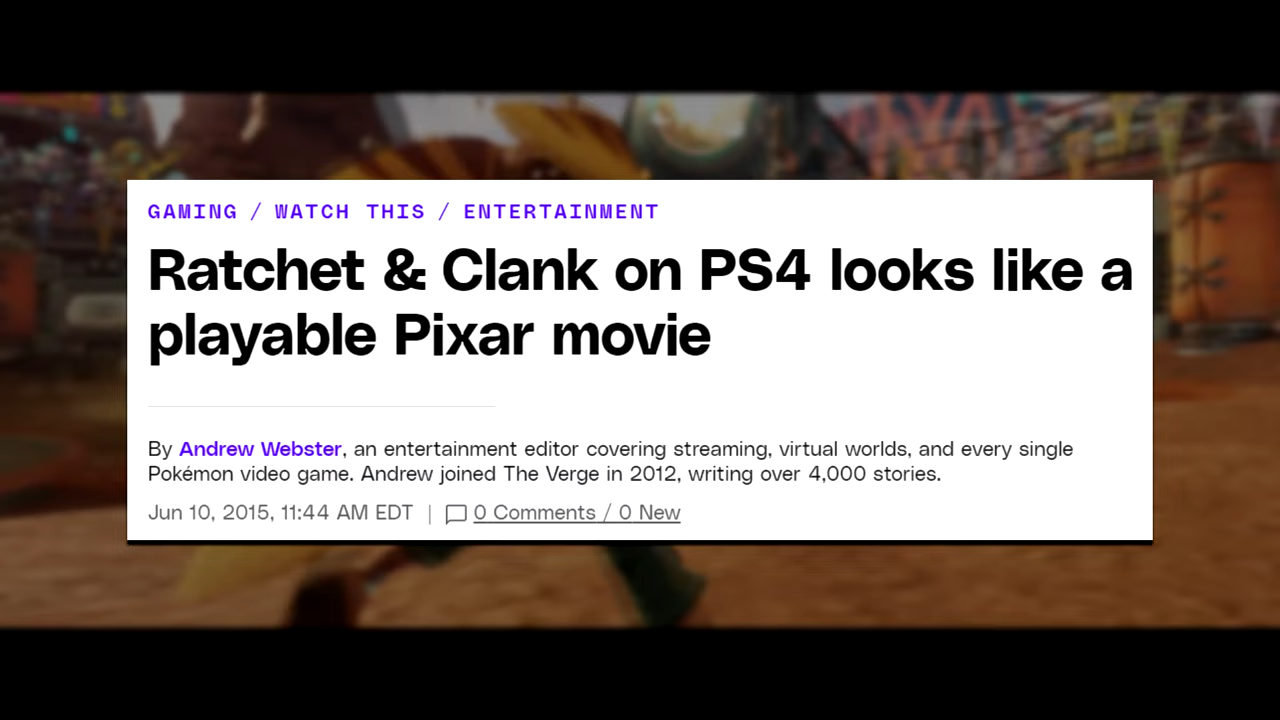 GAMING / WATCH THIS / ENTERTAINMENT
Ratchet & Clank on PS4 looks like a
playable Pixar movie
By Andrew Webster, an entertainment editor covering streaming, virtual worlds, and every single
Pokémon video game. Andrew joined The Verge in 2012, writing over 4,000 stories.
Jun 10, 2015, 11:44 AM EDT | 0 Comments / 0 New